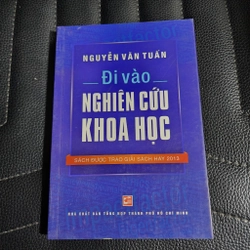 NGUYỄN VĂN TUẤN
Đi vào
NGHIÊN CỨU
KHOA HỌC
SÁCH ĐƯỢC TRAO GIẢI SÁCH HAY 2013
NHÀ XUẤT BẢN TỔNG HỢP THÀNH PHỐ HỒ CHÍ MINH